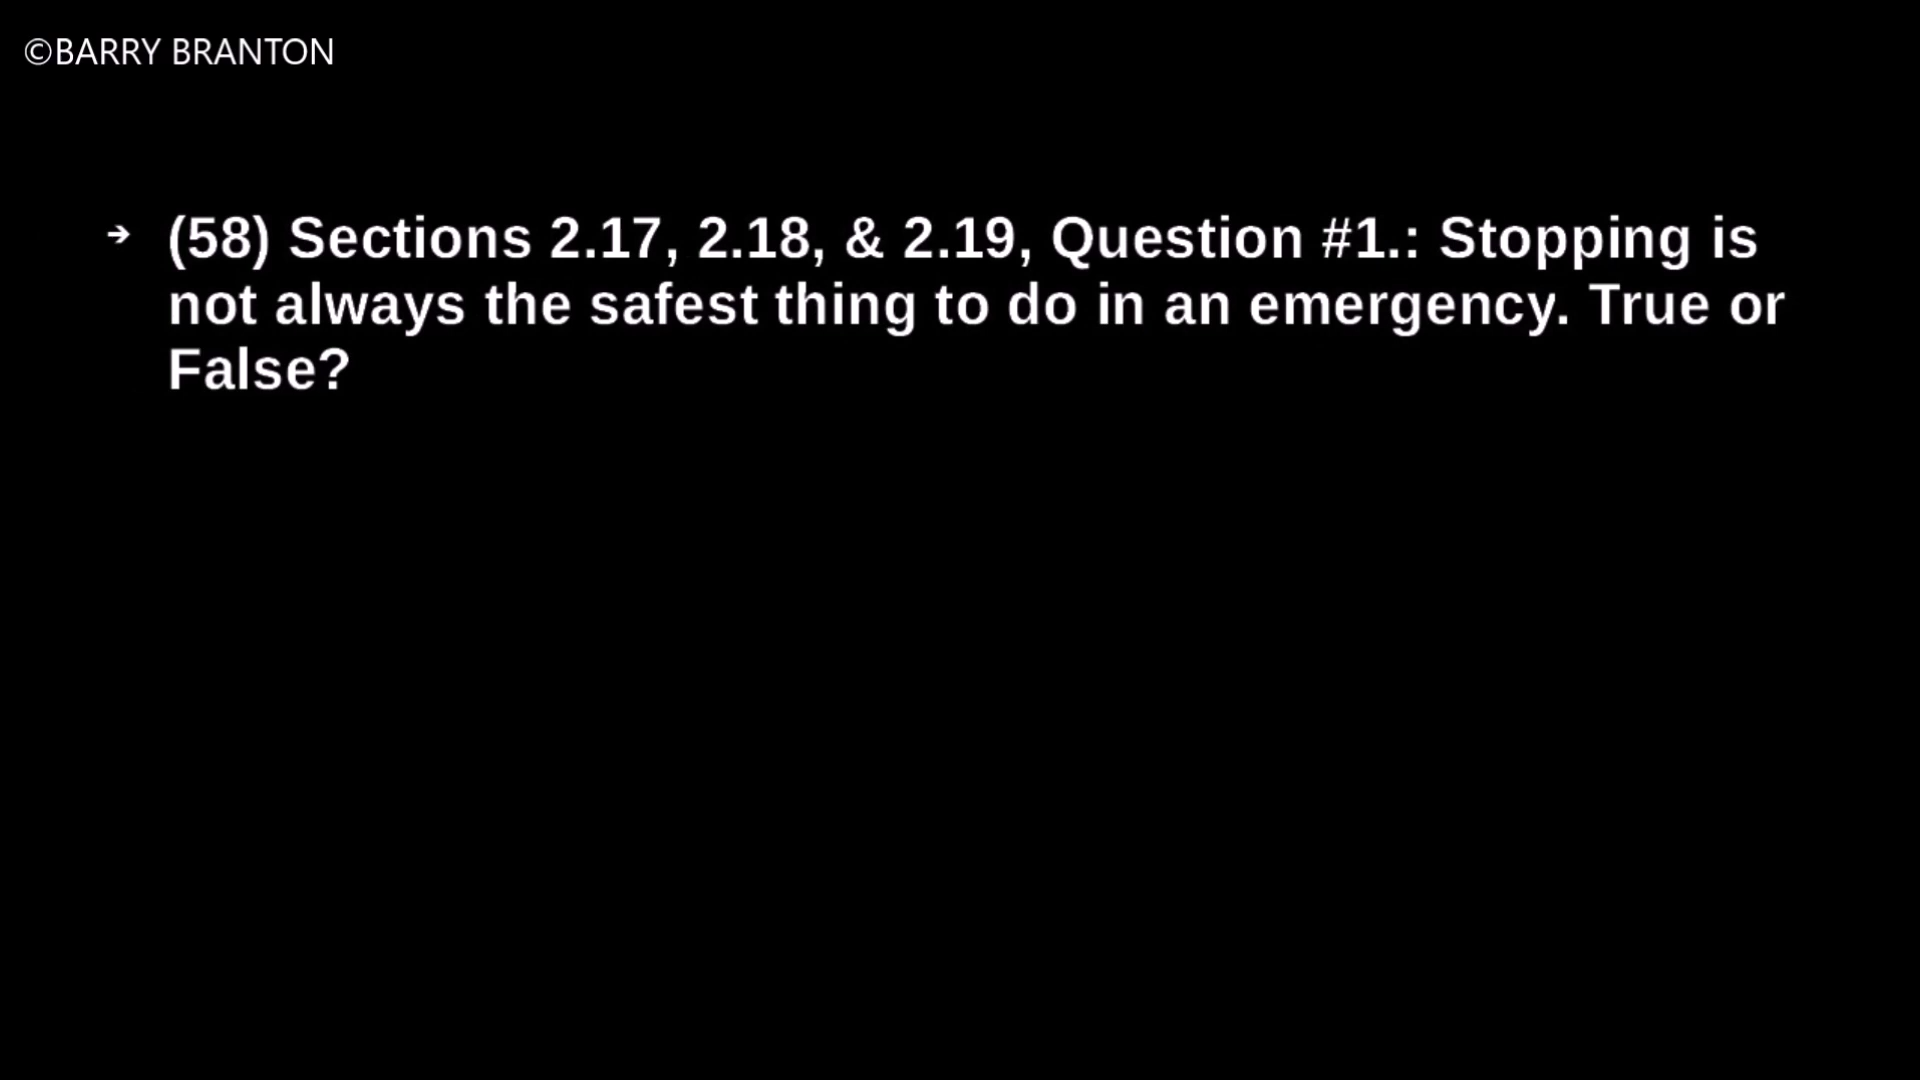 ©BARRY BRANTON
➔ (58) Sections 2.17, 2.18, & 2.19, Question #1.: Stopping is
not always the safest thing to do in an emergency. True or
False?